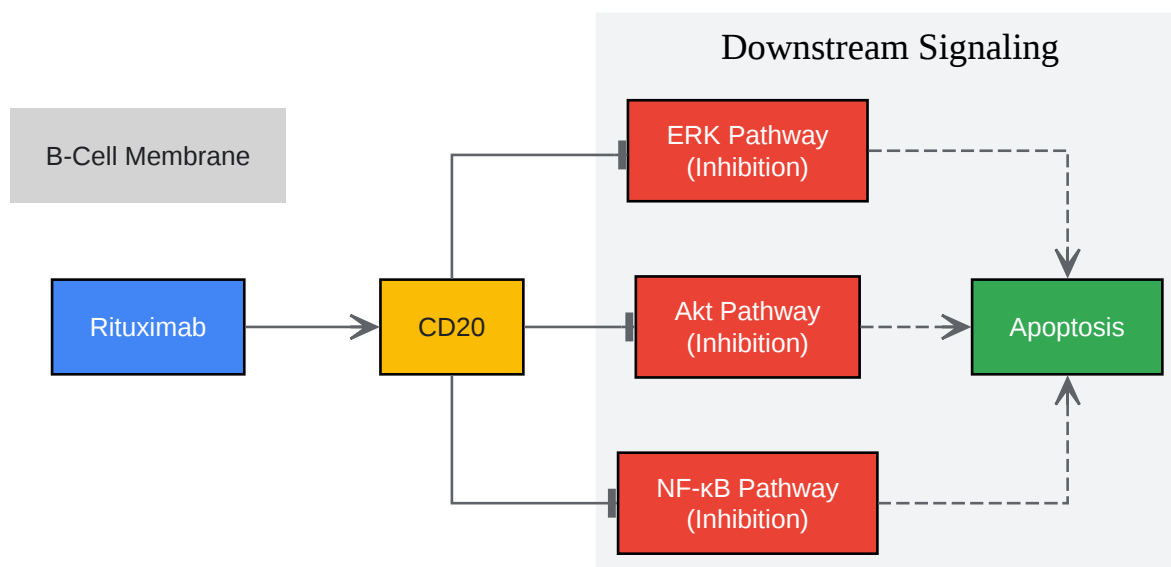 Downstream Signaling
B-Cell Membrane
ERK Pathway
(Inhibition)
Rituximab
CD20
Akt Pathway
(Inhibition)
Apoptosis
NF-κB Pathway
(Inhibition)